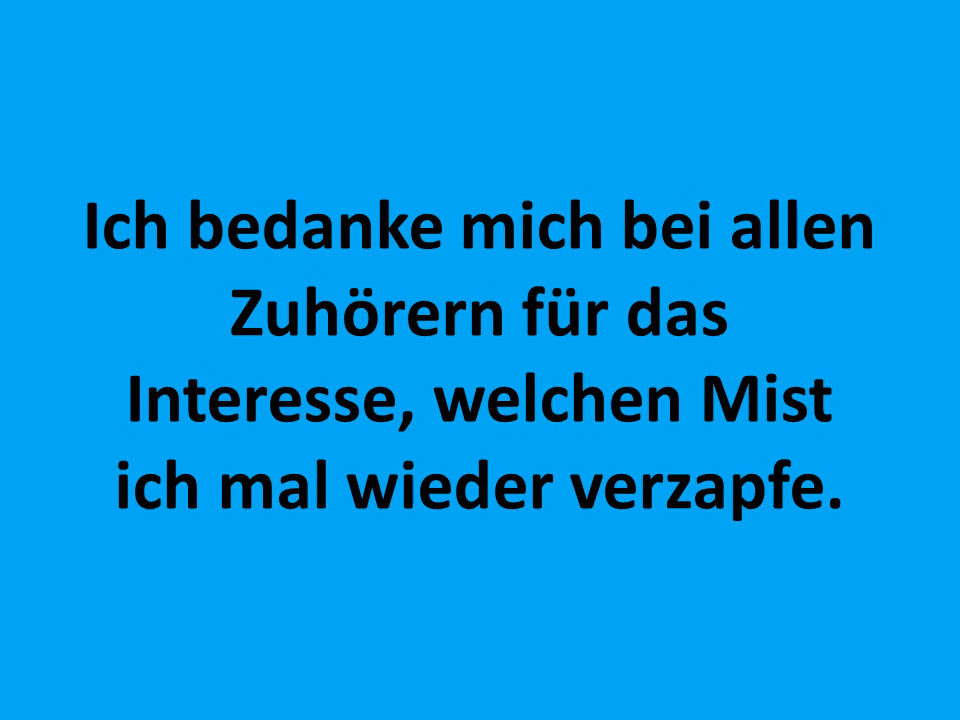 Ich bedanke mich bei allen
Zuhörern für das
Interesse, welchen Mist
ich mal wieder verzapfe.